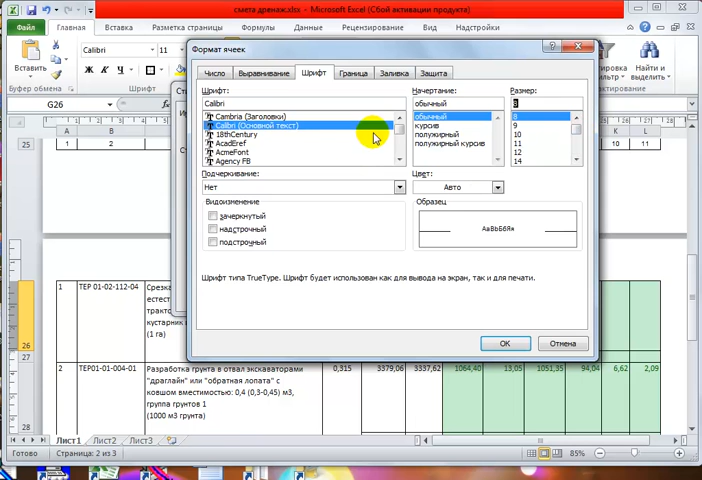 смета дренаж.xlsx - Microsoft Excel (Сбой активации продукта)
Файл
Главная
Вставка
Разметка страницы
Формулы
Данные
Рецензирование
Вид
Надстройки
Calibri
11
Ж К Ч
Вставить
Буфер обмена
Найти и
выделить
G26
Формат ячеек
Число
Выравнивание
Шрифт
Граница
Заливка
Защита
Шрифт:
Начертание:
Размер:
Calibri
обычный
8
Cambria (Заголовки)
обычный
8
Calibri (Основной текст)
курсив
9
18thCentury
полужирный
10
AcadEref
полужирный курсив
11
AcmeFont
12
Agency FB
14
Подчеркивание:
Цвет:
Нет
Авто
Видоизменение
Образец
зачеркнутый
надстрочный
подстрочный
АаВbБбЯя
Шрифт типа TrueType. Шрифт будет использован как для вывода на экран, так и для печати.
OK
Отмена
A
B
K
L
25
1
2
10
11
26
1
ТЕР 01-02-112-04
Срезка
естест
тракто
кустарник
(1 га)
27
28
2
ТЕР01-01-004-01
Разработка грунта в отвал экскаваторами
"драглайн" или "обратная лопата" с
ковшом вместимостью: 0,4 (0,3-0,45) м3,
группа грунтов 1
(1000 м3 грунта)
0,315
3379,06
3337,62
1064,40
13,05
1051,35
94,04
6,62
2,09
Лист1
Лист2
Лист3
Готово
Страница: 2 из 3
85%